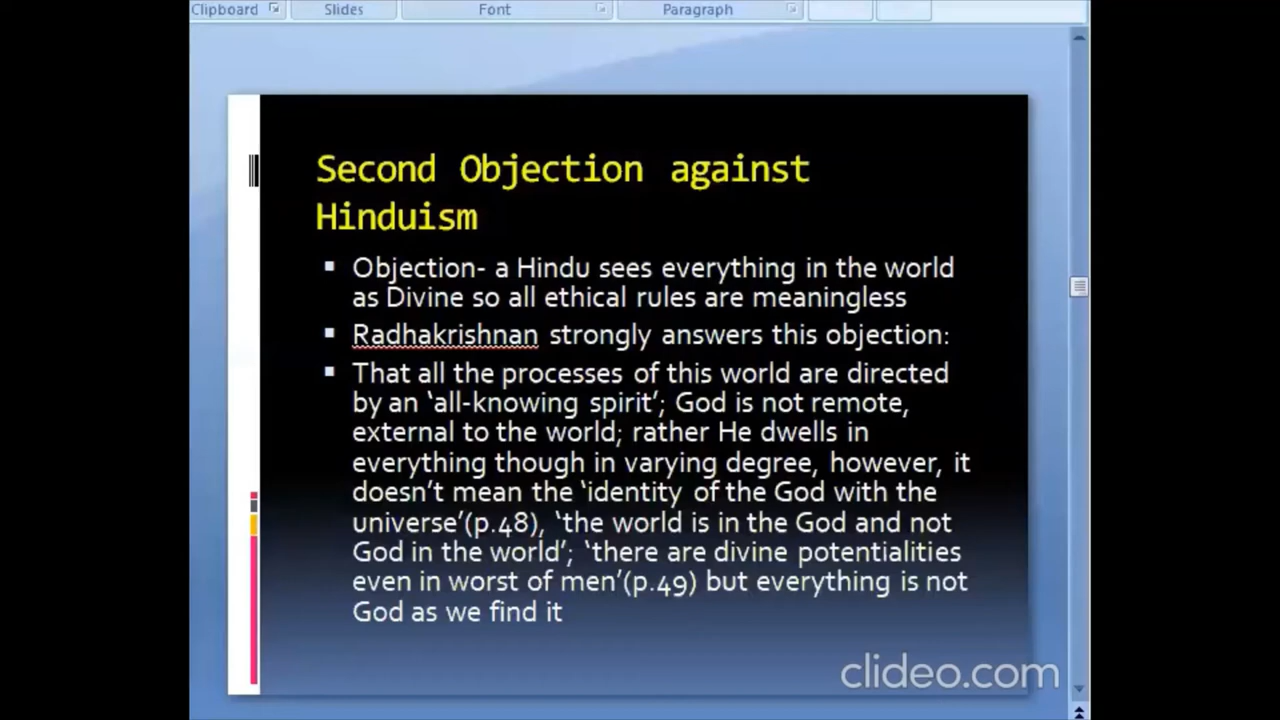 Clipboard
Slides
Font
Paragraph
Second Objection against
Hinduism
Objection- a Hindu sees everything in the world
as Divine so all ethical rules are meaningless
Radhakrishnan strongly answers this objection:
That all the processes of this world are directed
by an ‘all-knowing spirit’; God is not remote,
external to the world; rather He dwells in
everything though in varying degree, however, it
doesn’t mean the ‘identity of the God with the
universe’(p.48), ‘the world is in the God and not
God in the world’; ‘there are divine potentialities
even in worst of men’(p.49) but everything is not
God as we find it
clideo.com